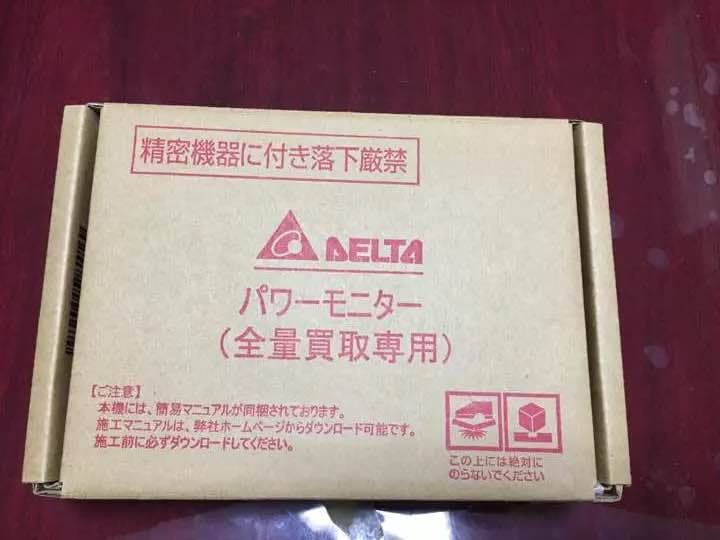 精密機器に付き落下厳禁
DELTA
パワーモニター
（全量買取専用）
【ご注意】
本機には、簡易マニュアルが同梱されております。
施工マニュアルは、弊社ホームページからダウンロード可能です。
施工前に必ずダウンロードしてください。
この上には絶対に
のらないでください